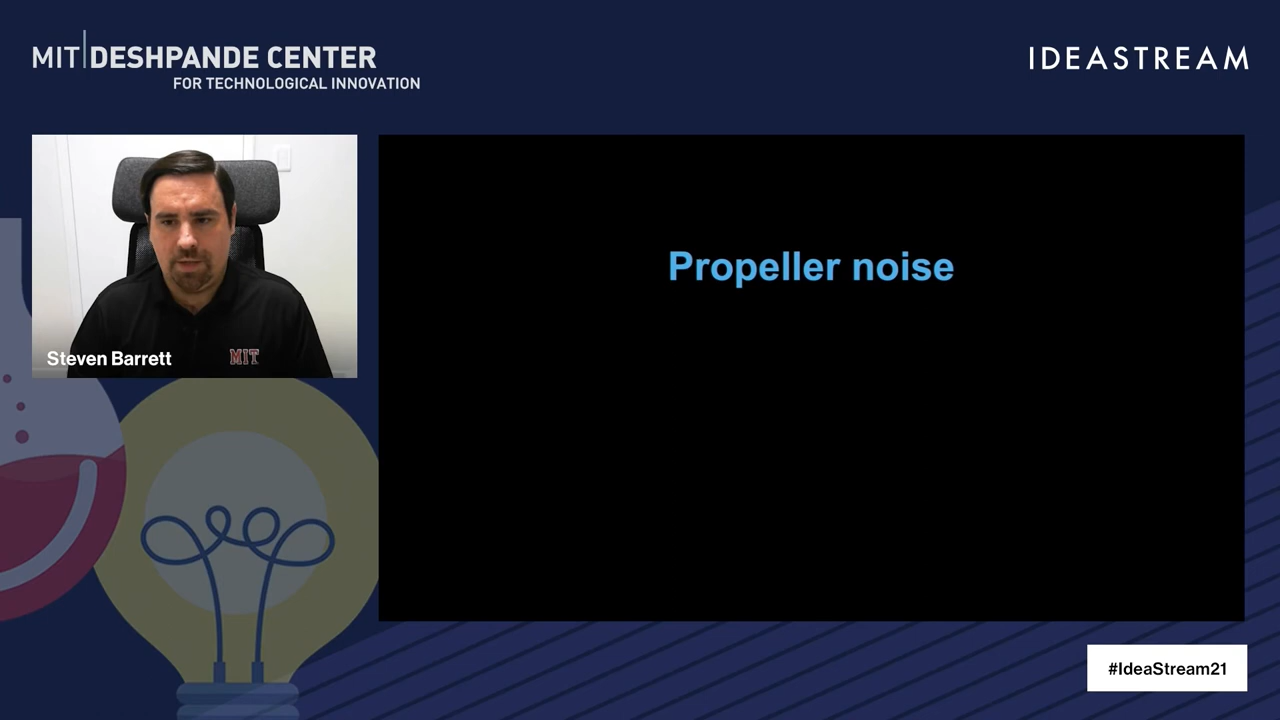 MIT DESHPANDE CENTER
FOR TECHNOLOGICAL INNOVATION
IDEASTREAM
Propeller noise
Steven Barrett
MIT
#IdeaStream21